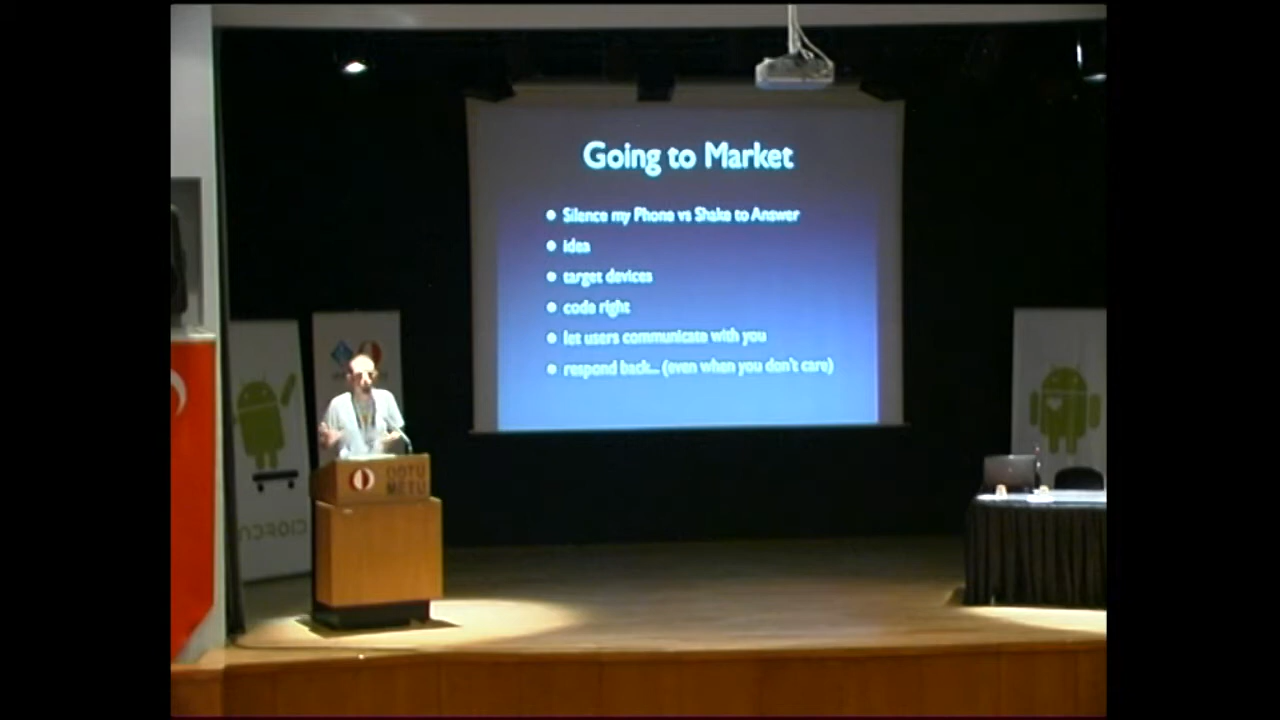 Going to Market
Silence my Phone vs Shake to Answer
idea
target devices
code right
let users communicate with you
respond back... (even when you don't care)
ODTÜ
METU
ANDROID